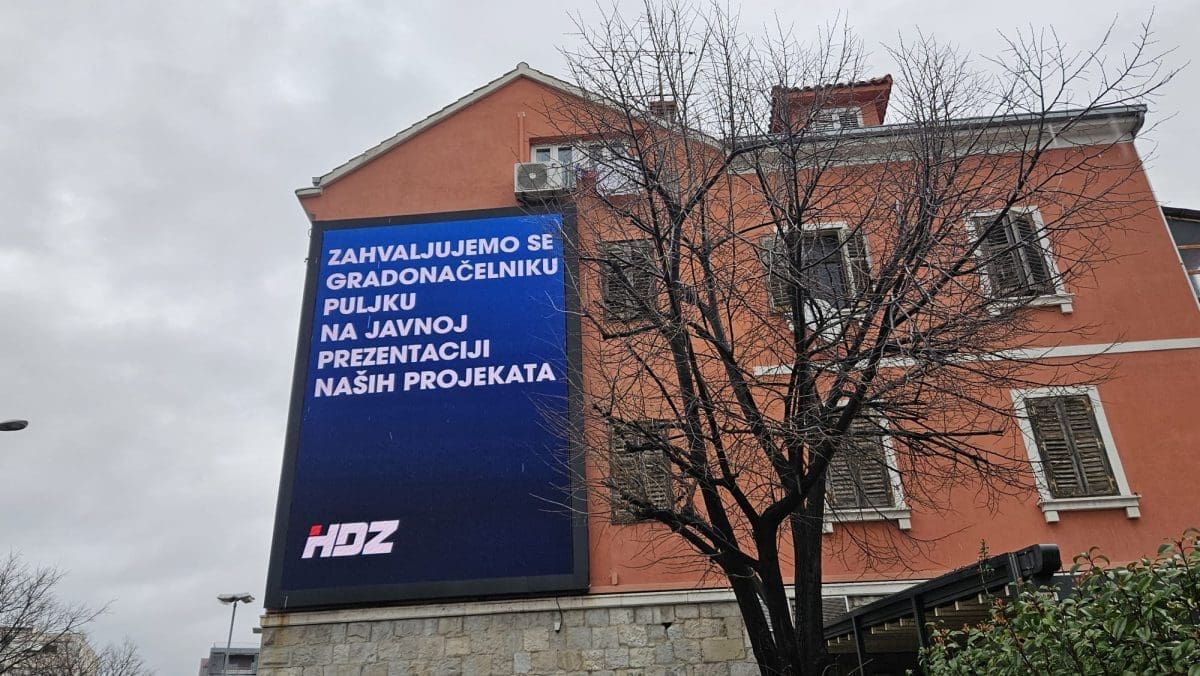 ZAHVALJUJEMO SE
GRADONAČELNIKU
PULJKU
NA JAVNOJ
PREZENTACIJI
NAŠIH PROJEKATA
HDZ